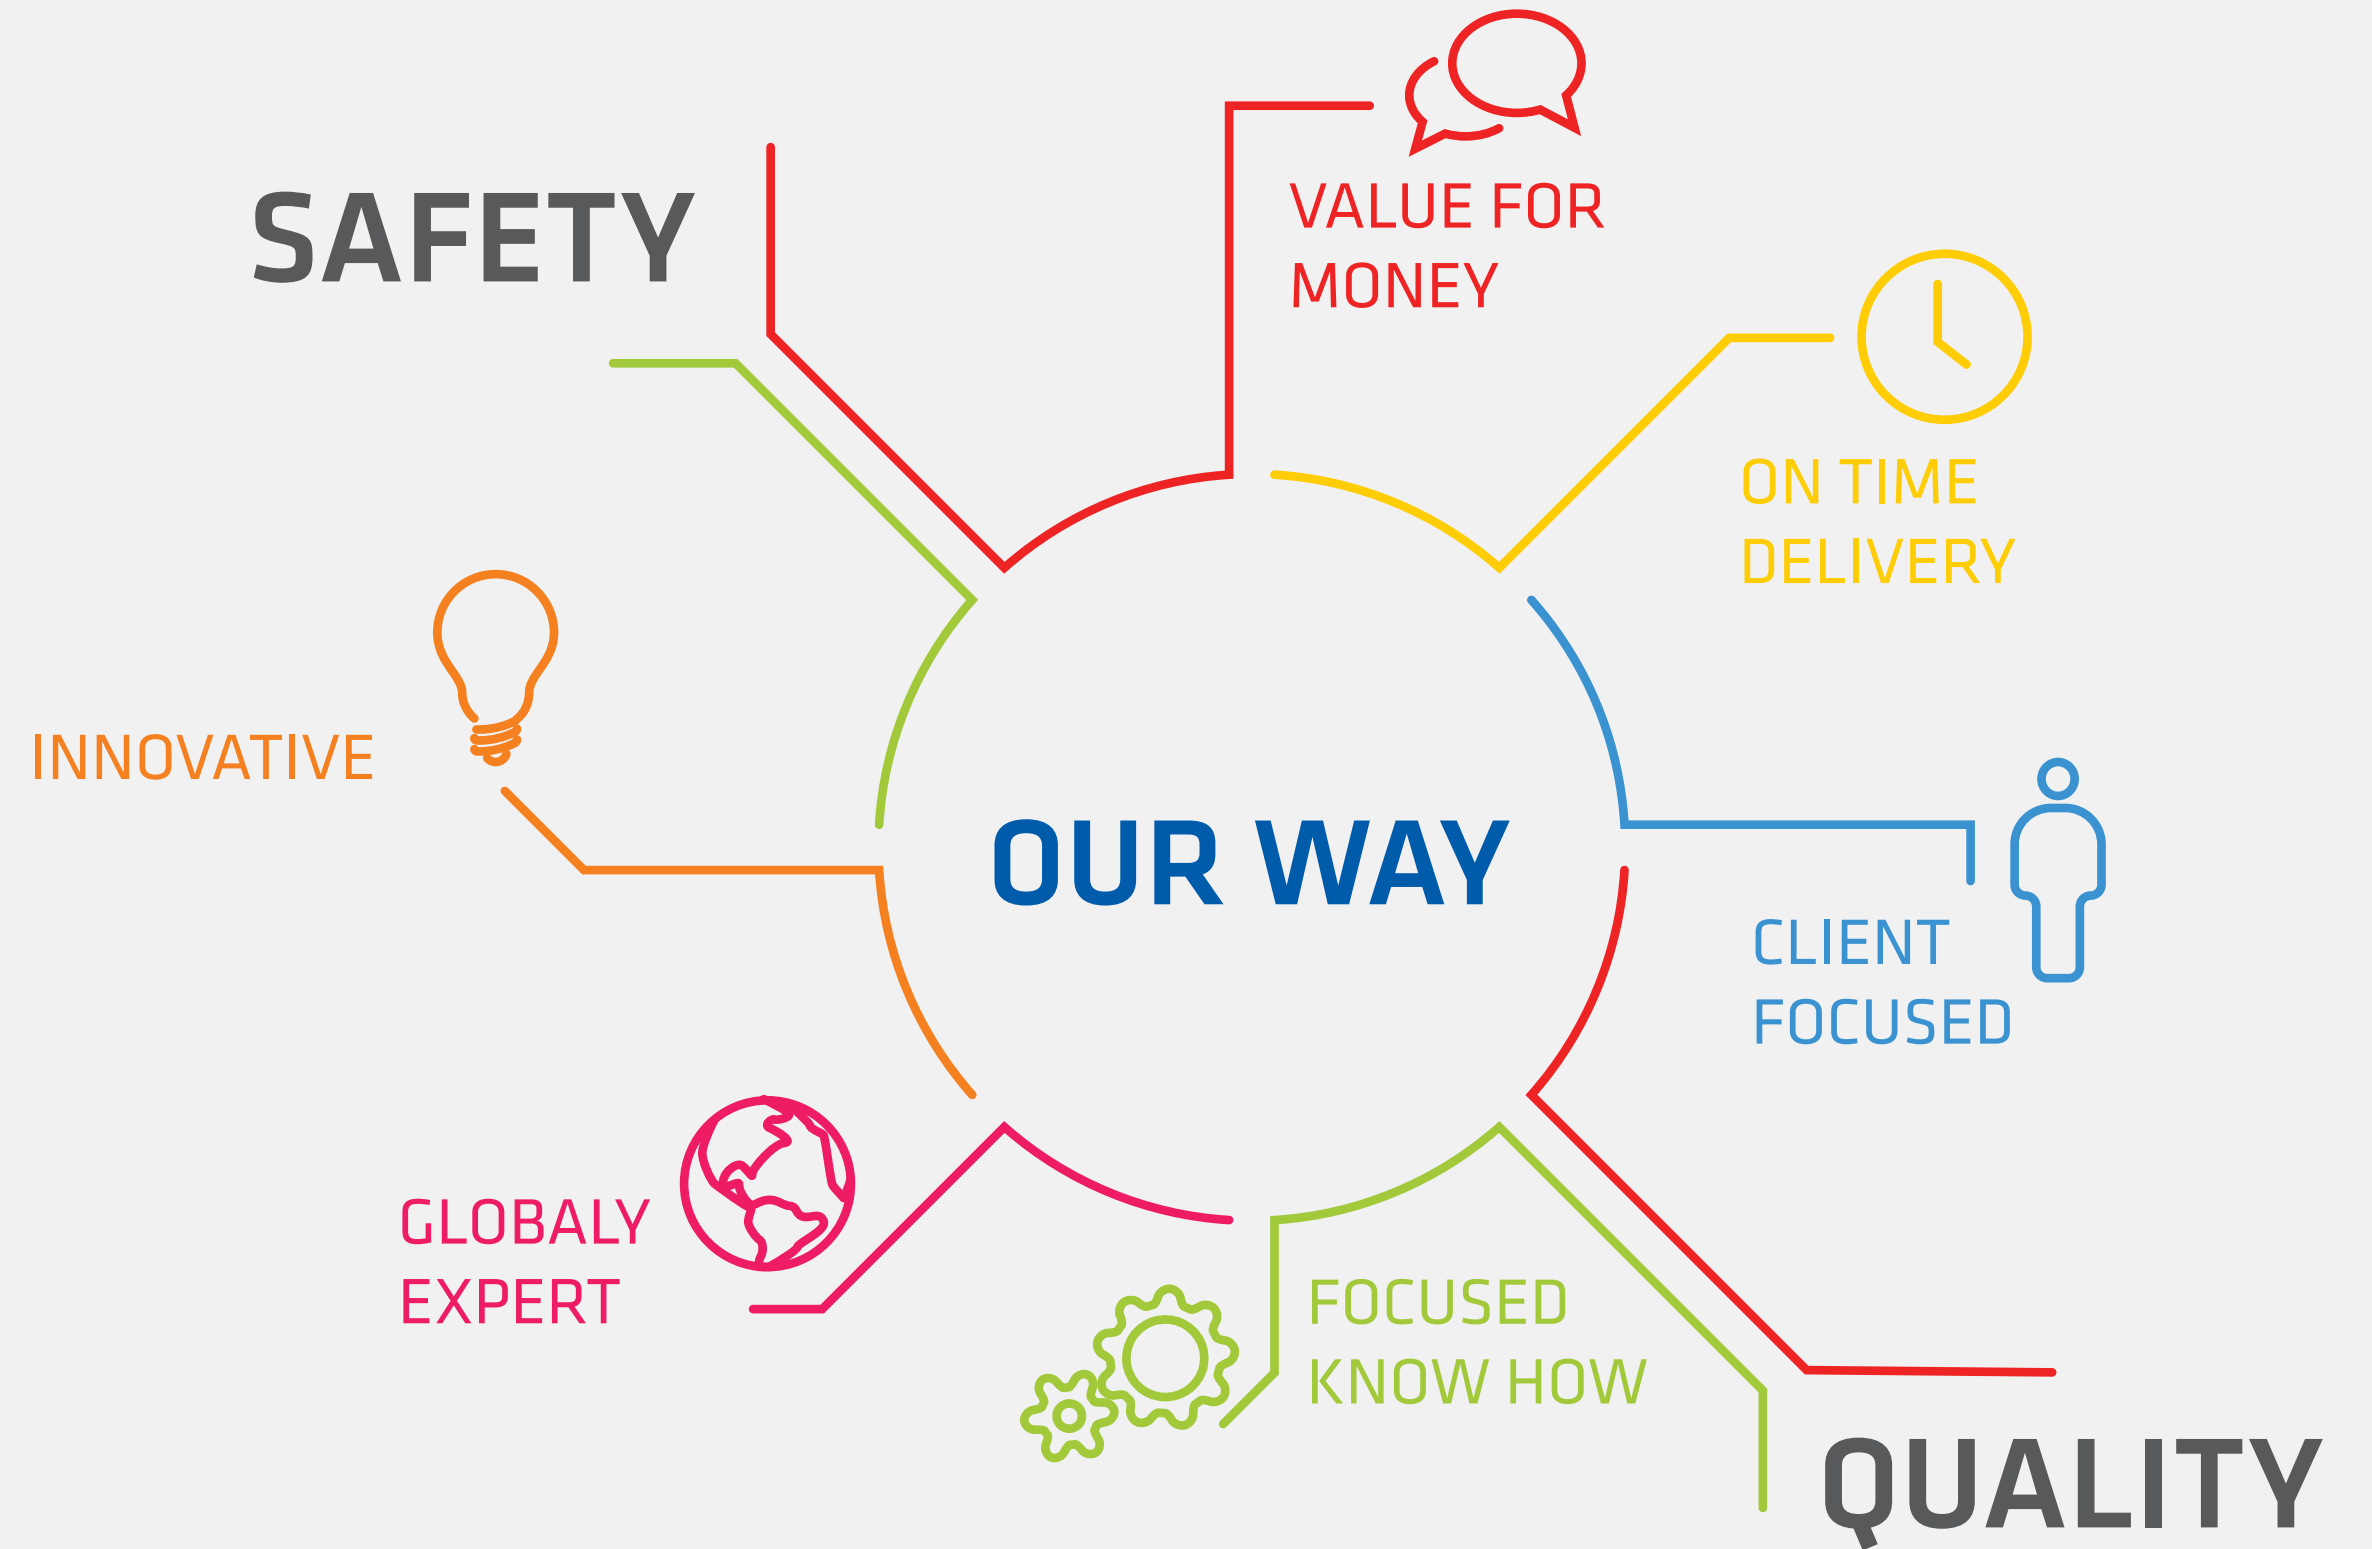 SAFETY
VALUE FOR
MONEY
ON TIME
DELIVERY
INNOVATIVE
OUR WAY
CLIENT
FOCUSED
GLOBALY
EXPERT
FOCUSED
KNOW HOW
QUALITY